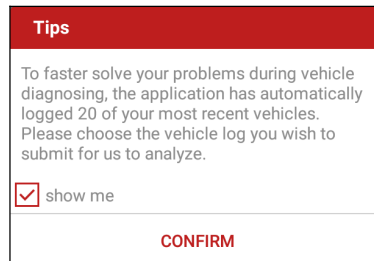 Tips
To faster solve your problems during vehicle
diagnosing, the application has automatically
logged 20 of your most recent vehicles.
Please choose the vehicle log you wish to
submit for us to analyze.
show me
CONFIRM